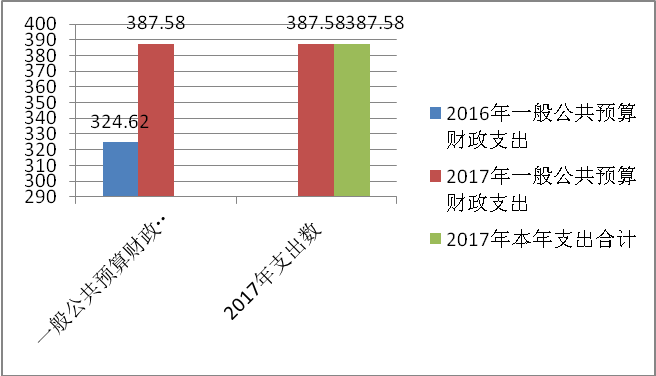 400
390
380
370
360
350
340
330
320
310
300
290
324.62
387.58
387.58
387.58
一般公共预算财政..
2017年支出数
2016年一般公共预算
财政支出
2017年一般公共预算
财政支出
2017年本年支出合计